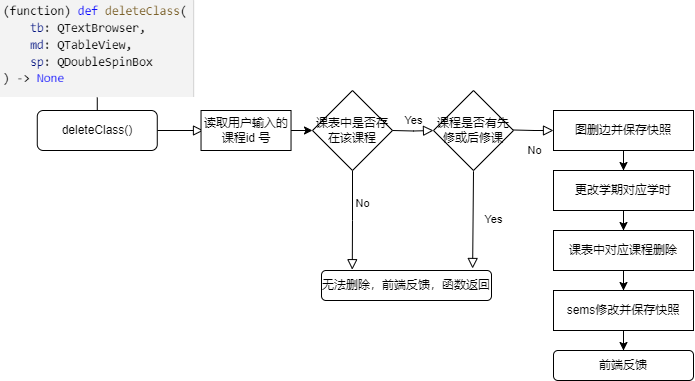 (function) def deleteClass(
    tb: QTextBrowser,
    md: QTableView,
    sp: QDoubleSpinBox
) -> None
deleteClass()
读取用户输入的
课程id 号
课表中是否存
在该课程
Yes
课程是否有先
修或后修课
No
图删边并保存快照
更改学期对应学时
课表中对应课程删除
sems修改并保存快照
前端反馈
No
Yes
无法删除，前端反馈，函数返回